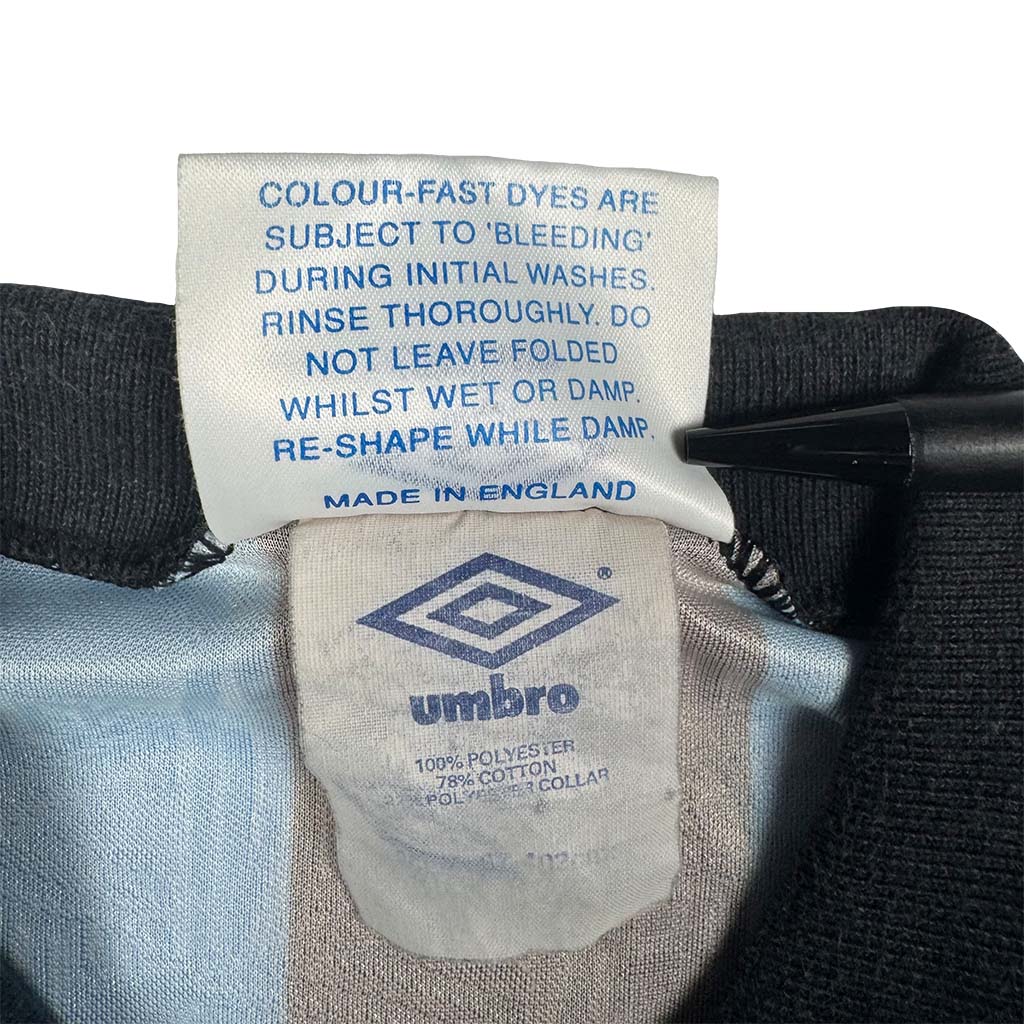 COLOUR-FAST DYES ARE
SUBJECT TO 'BLEEDING'
DURING INITIAL WASHES.
RINSE THOROUGHLY. DO
NOT LEAVE FOLDED
WHILST WET OR DAMP.
RE-SHAPE WHILE DAMP.
MADE IN ENGLAND
®
umbro
100% POLYESTER
78% COTTON
POLYESTER COLLAR